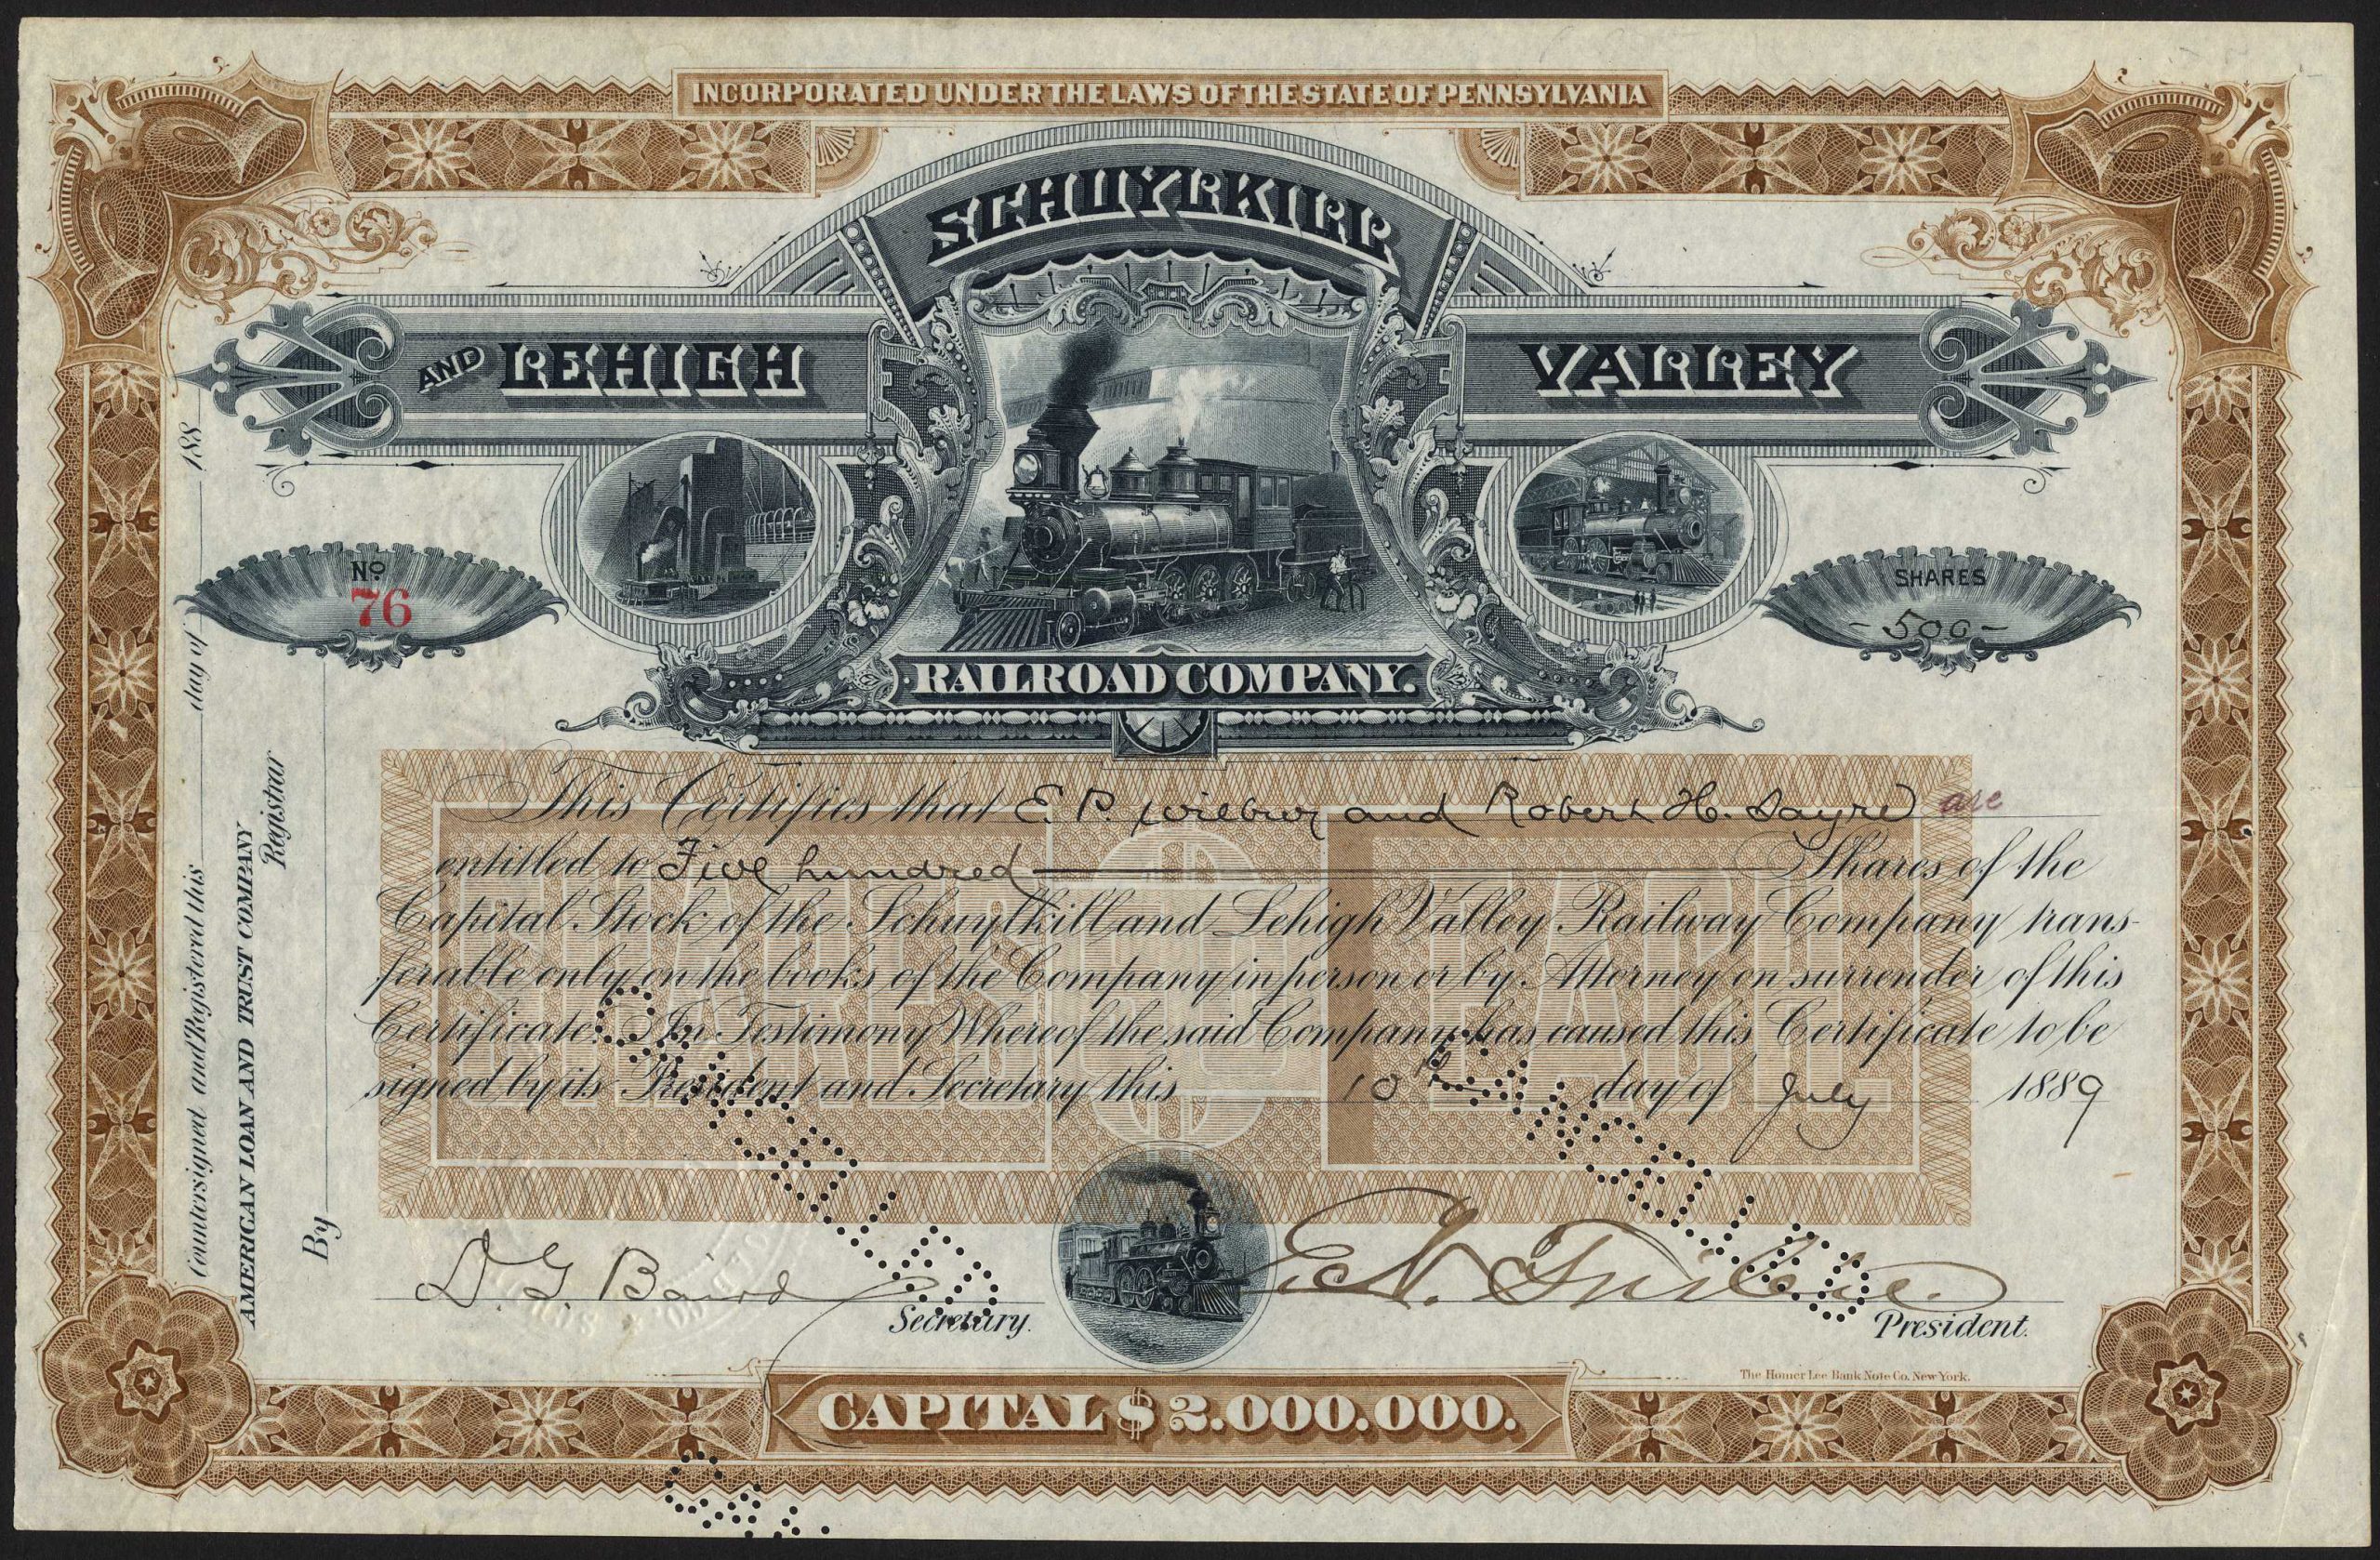 INCORPORATED UNDER THE LAWS OF THE STATE OF PENNSYLVANIA
SCHUYLKILL
AND LEHIGH VALLEY
RAILROAD COMPANY.
No
76
SHARES
- 500 -
This Certifies that E. P. Wilbur and Robert H. Sayre are
entitled to Five hundred Shares of the
Capital Stock of the Schuylkill and Lehigh Valley Railway Company trans-
ferable only on the books of the Company in person or by Attorney on surrender of this
Certificate. In Testimony Whereof the said Company has caused this Certificate to be
signed by its President and Secretary this 10th day of July 1889
SHARES $50 EACH
CANCELLED
CANCELLED
D. G. Baird
Secretary.
President.
The Homer Lee Bank Note Co. New York.
CAPITAL $2.000.000.
Countersigned and Registered this day of 188
AMERICAN LOAN AND TRUST COMPANY
Registrar
By